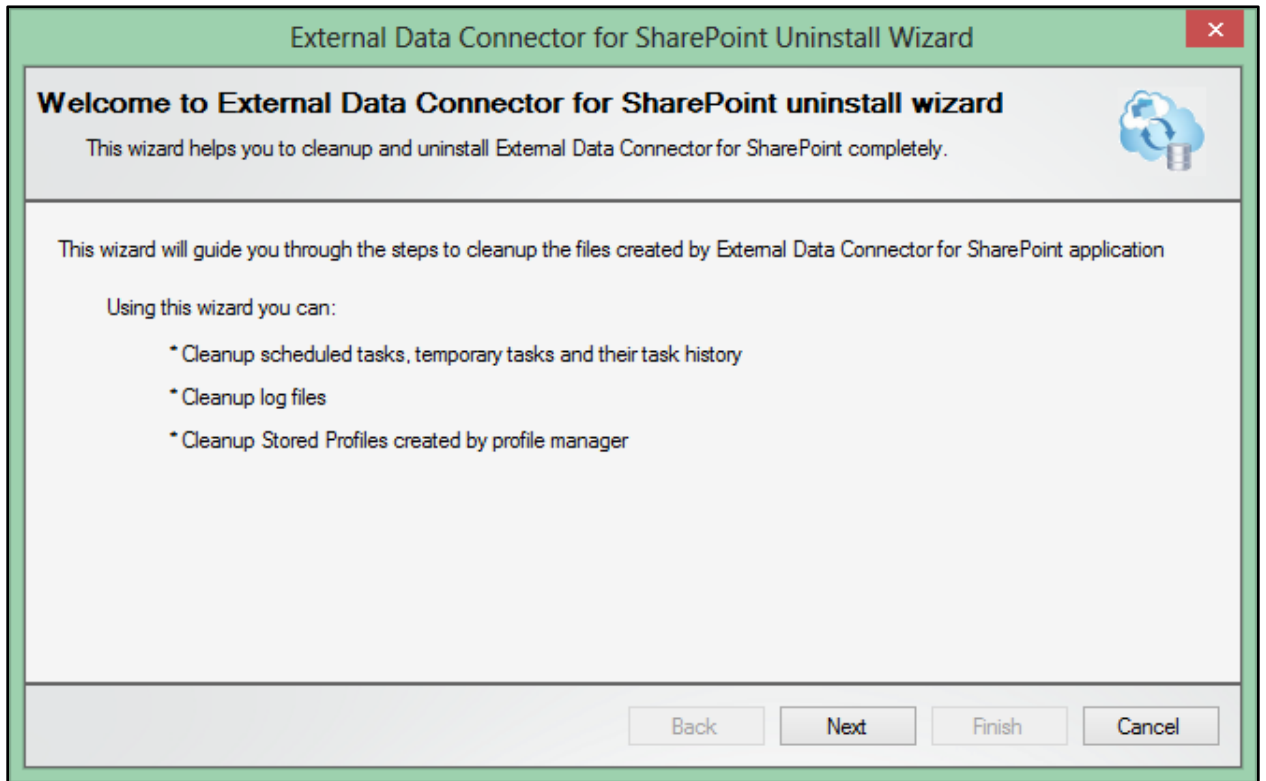 External Data Connector for SharePoint Uninstall Wizard
Welcome to External Data Connector for SharePoint uninstall wizard
This wizard helps you to cleanup and uninstall External Data Connector for SharePoint completely.
This wizard will guide you through the steps to cleanup the files created by External Data Connector for SharePoint application
Using this wizard you can:
* Cleanup scheduled tasks, temporary tasks and their task history
* Cleanup log files
* Cleanup Stored Profiles created by profile manager
Back Next Finish Cancel